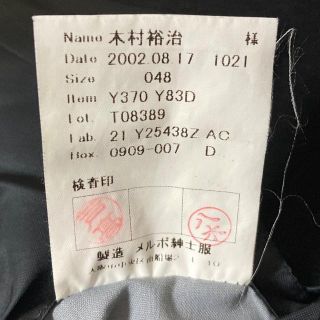 Name 木村裕治 様
Date 2002.08.17 1021
Size 048
Item Y370 Y83D
Lot. T08389
Lab. 21 Y25438Z AC
Box. 0909-007 D
検査印
製造 メルボ紳士服